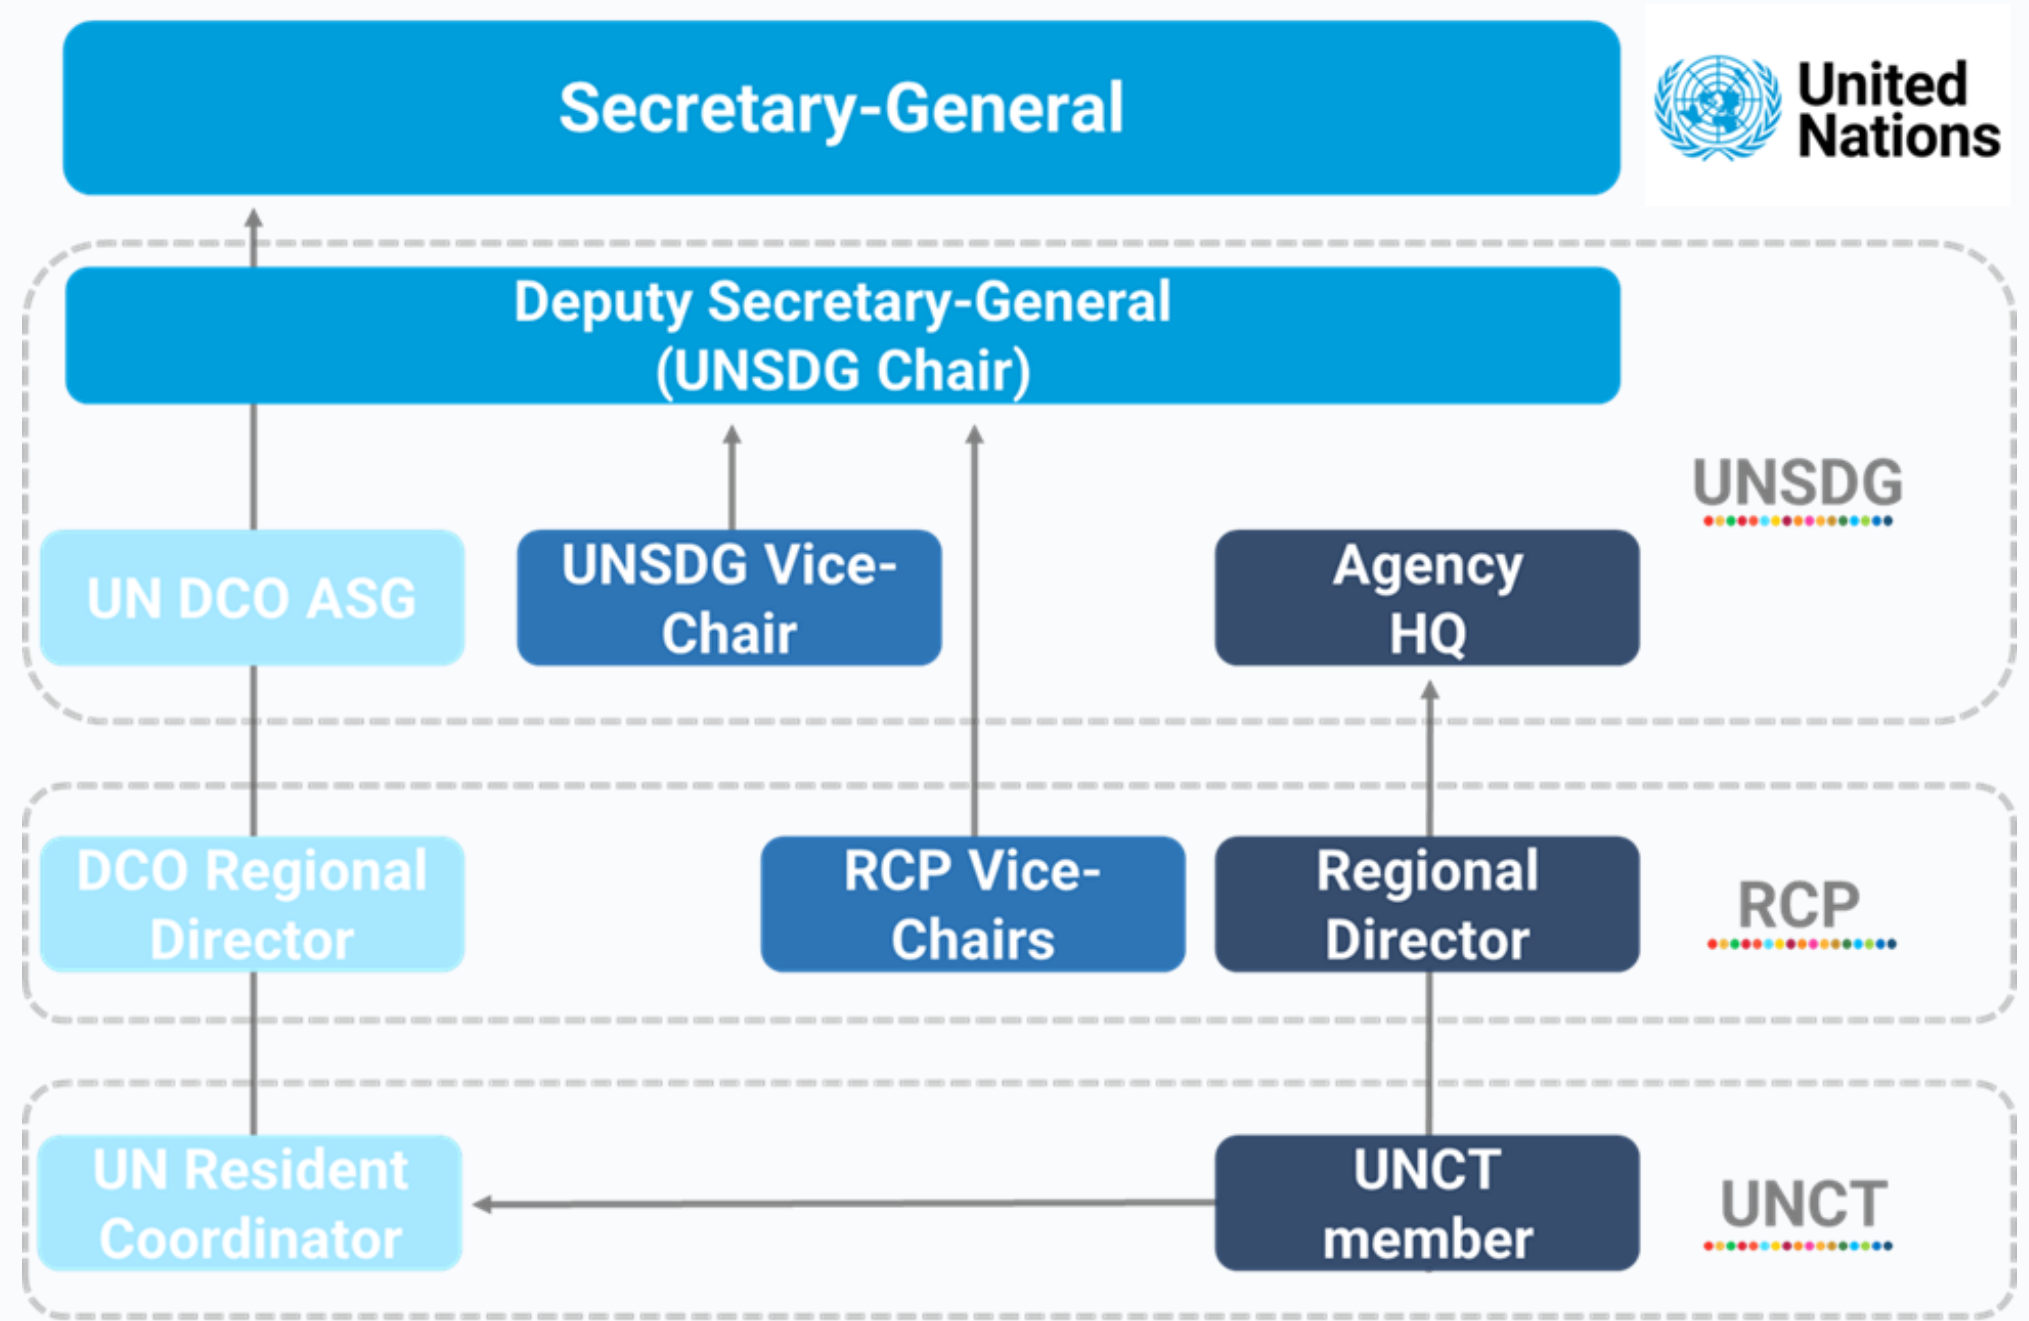 Secretary-General
United
Nations
Deputy Secretary-General
(UNSDG Chair)
UNSDG
UN DCO ASG
UNSDG Vice-
Chair
Agency
HQ
DCO Regional
Director
RCP Vice-
Chairs
Regional
Director
RCP
UN Resident
Coordinator
UNCT
member
UNCT